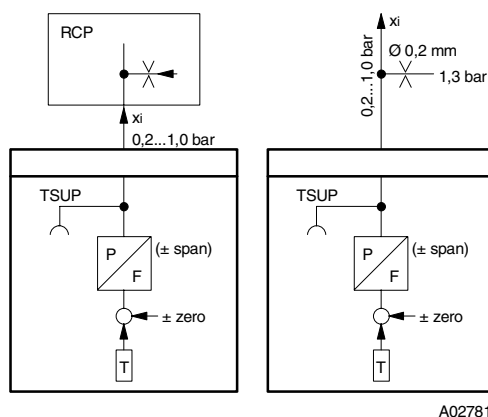 RCP
xi
0,2...1,0 bar
TSUP
P
F
(± span)
± zero
T
xi
Ø 0,2 mm
0,2...1,0 bar
1,3 bar
TSUP
P
F
(± span)
± zero
T
A02781